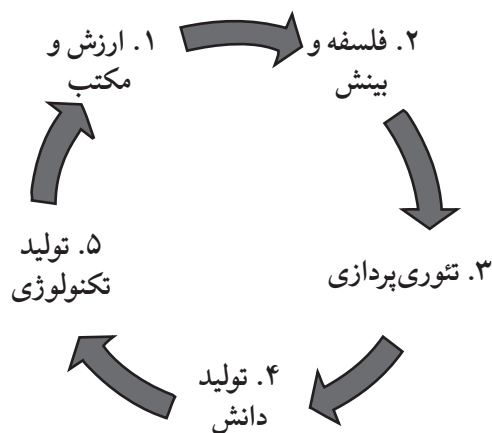 ۱. ارزش و
مکتب
۲. فلسفه و
بینش
۳. تئوری‌پردازی
۴. تولید
دانش
۵. تولید
تکنولوژی